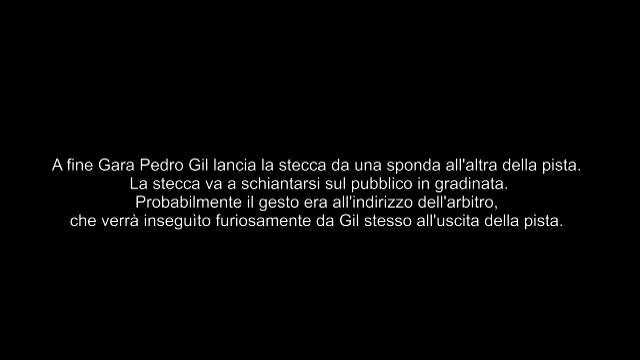 A fine Gara Pedro Gil lancia la stecca da una sponda all'altra della pista.
La stecca va a schiantarsi sul pubblico in gradinata.
Probabilmente il gesto era all'indirizzo dell'arbitro,
che verrà inseguìto furiosamente da Gil stesso all'uscita della pista.